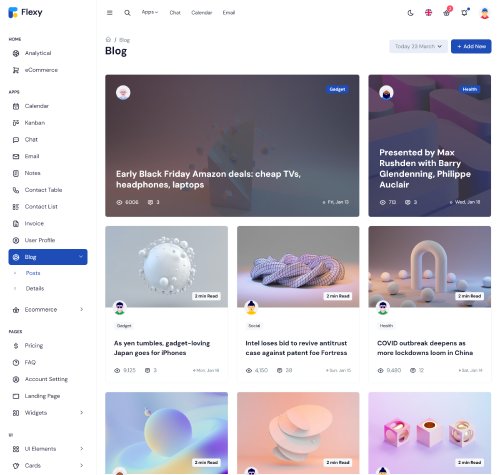 Flexy
Apps
Chat
Calendar
Email
2
HOME
Analytical
eCommerce
APPS
Calendar
Kanban
Chat
Email
Notes
Contact Table
Contact List
Invoice
User Profile
Blog
Posts
Details
Ecommerce
PAGES
Pricing
FAQ
Account Setting
Landing Page
Widgets
UI
UI Elements
Cards
/ Blog
Blog
Today 23 March
+ Add New
Gadget
Early Black Friday Amazon deals: cheap TVs,
headphones, laptops
6006
3
Fri, Jan 13
Health
Presented by Max
Rushden with Barry
Glendenning, Philippe
Auclair
713
3
Wed, Jan 18
2 min Read
Gadget
As yen tumbles, gadget-loving
Japan goes for iPhones
9,125
3
Mon, Jan 16
2 min Read
Social
Intel loses bid to revive antitrust
case against patent foe Fortress
4,150
38
Sun, Jan 15
2 min Read
Health
COVID outbreak deepens as
more lockdowns loom in China
9,480
12
Sat, Jan 14
2 min Read
2 min Read
2 min Read